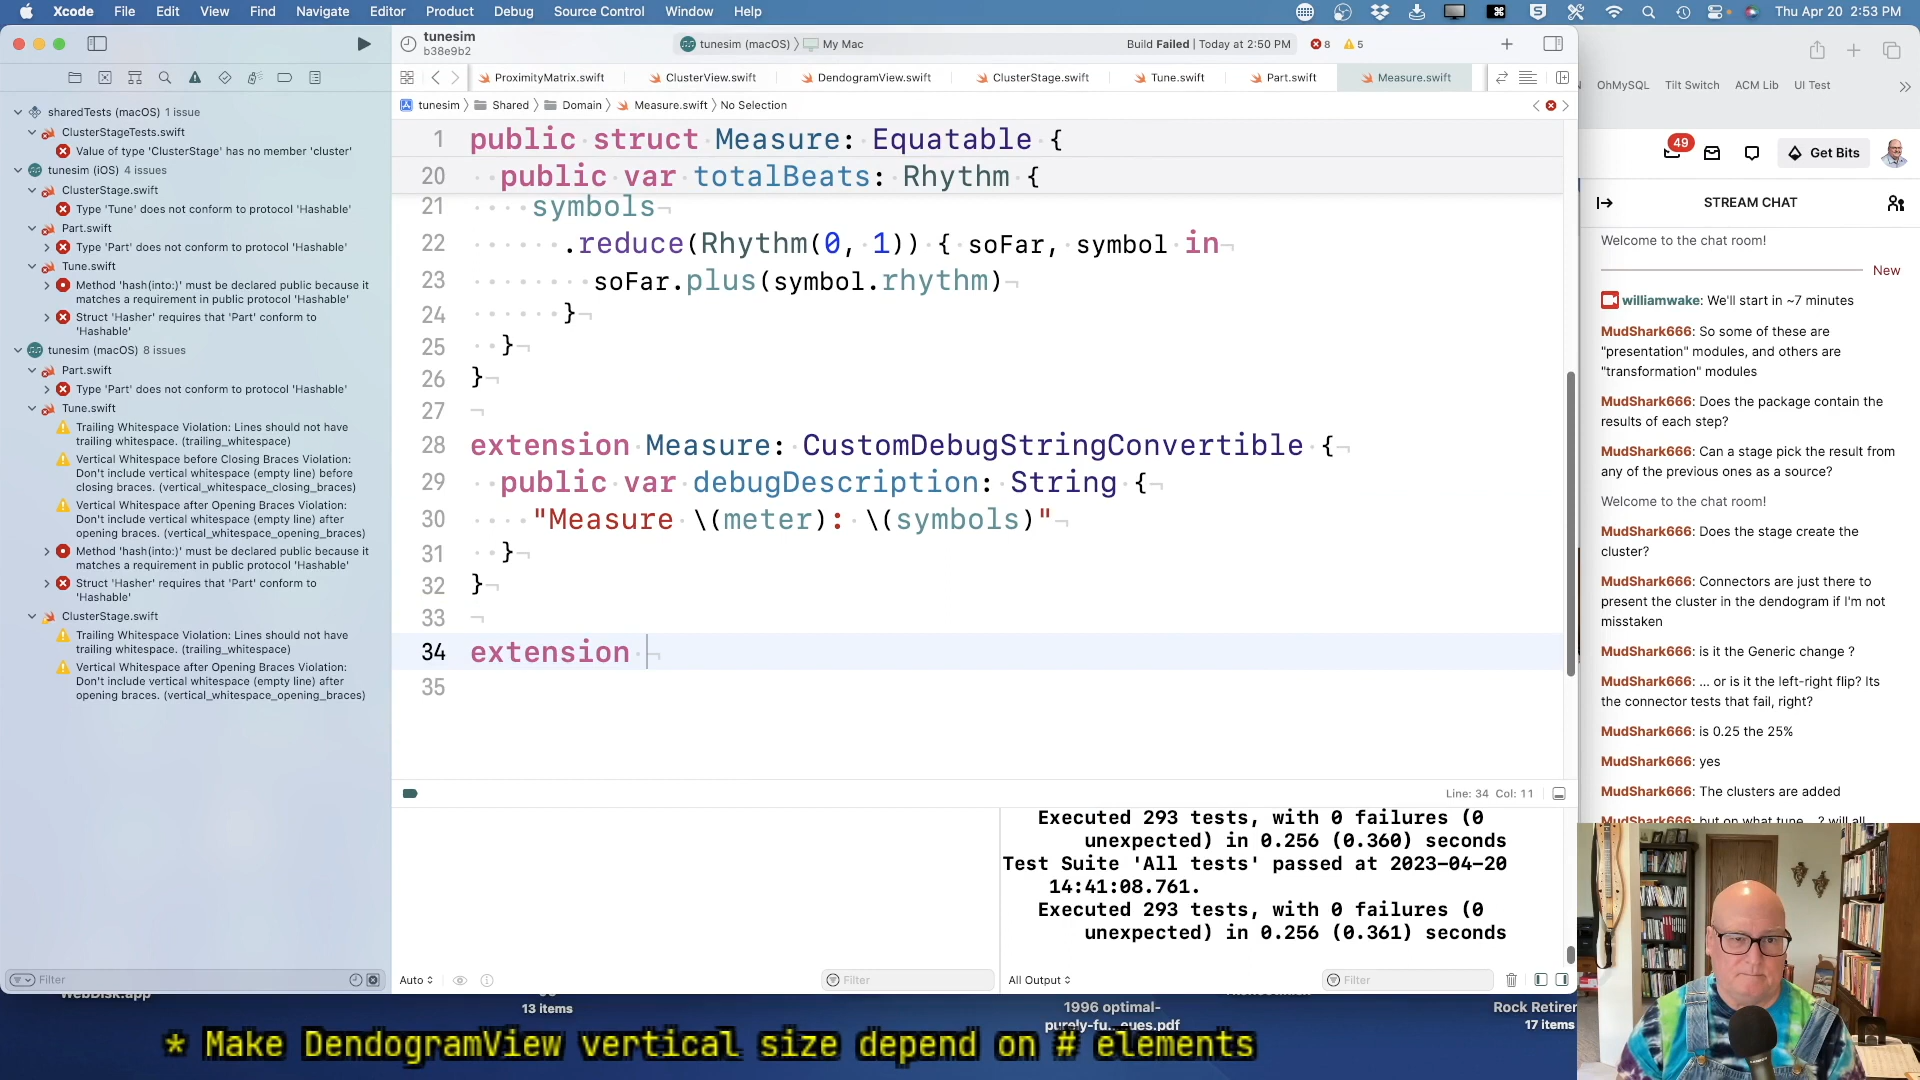 Xcode File Edit View Find Navigate Editor Product Debug Source Control Window Help Thu Apr 20 2:53 PM
tunesim
b38e9b2
tunesim (macOS) My Mac
Build Failed | Today at 2:50 PM 8 5
ProximityMatrix.swift ClusterView.swift DendogramView.swift ClusterStage.swift Tune.swift Part.swift Measure.swift
tunesim Shared Domain Measure.swift No Selection
sharedTests (macOS) 1 issue
ClusterStageTests.swift
Value of type 'ClusterStage' has no member 'cluster'
tunesim (iOS) 4 issues
ClusterStage.swift
Type 'Tune' does not conform to protocol 'Hashable'
Part.swift
Type 'Part' does not conform to protocol 'Hashable'
Tune.swift
Method 'hash(into:)' must be declared public because it
matches a requirement in public protocol 'Hashable'
Struct 'Hasher' requires that 'Part' conform to
'Hashable'
tunesim (macOS) 8 issues
Part.swift
Type 'Part' does not conform to protocol 'Hashable'
Tune.swift
Trailing Whitespace Violation: Lines should not have
trailing whitespace. (trailing_whitespace)
Vertical Whitespace before Closing Braces Violation:
Don't include vertical whitespace (empty line) before
closing braces. (vertical_whitespace_closing_braces)
Vertical Whitespace after Opening Braces Violation:
Don't include vertical whitespace (empty line) after
opening braces. (vertical_whitespace_opening_braces)
Method 'hash(into:)' must be declared public because it
matches a requirement in public protocol 'Hashable'
Struct 'Hasher' requires that 'Part' conform to
'Hashable'
ClusterStage.swift
Trailing Whitespace Violation: Lines should not have
trailing whitespace. (trailing_whitespace)
Vertical Whitespace after Opening Braces Violation:
Don't include vertical whitespace (empty line) after
opening braces. (vertical_whitespace_opening_braces)
Filter
1 public struct Measure: Equatable {
20 public var totalBeats: Rhythm {
21 symbols
22 .reduce(Rhythm(0, 1)) { soFar, symbol in
23 soFar.plus(symbol.rhythm)
24 }
25 }
26 }
27
28 extension Measure: CustomDebugStringConvertible {
29 public var debugDescription: String {
30 "Measure \(meter): \(symbols)"
31 }
32 }
33
34 extension
35
Line: 34 Col: 11
Executed 293 tests, with 0 failures (0
unexpected) in 0.256 (0.360) seconds
Test Suite 'All tests' passed at 2023-04-20
14:41:08.761.
Executed 293 tests, with 0 failures (0
unexpected) in 0.256 (0.361) seconds
Auto Filter All Output Filter
OhMySQL Tilt Switch ACM Lib UI Test
49 Get Bits
STREAM CHAT
Welcome to the chat room!
New
williamwake: We'll start in ~7 minutes
MudShark666: So some of these are
"presentation" modules, and others are
"transformation" modules
MudShark666: Does the package contain the
results of each step?
MudShark666: Can a stage pick the result from
any of the previous ones as a source?
Welcome to the chat room!
MudShark666: Does the stage create the
cluster?
MudShark666: Connectors are just there to
present the cluster in the dendogram if I'm not
misstaken
MudShark666: is it the Generic change ?
MudShark666: ... or is it the left-right flip? Its
the connector tests that fail, right?
MudShark666: is 0.25 the 25%
MudShark666: yes
MudShark666: The clusters are added
MudShark666: but on what tune... ? will all
WebDisk.app
13 items
1996 optimal-
purely-fu...eues.pdf
Rock Retirem
17 items
* Make DendogramView vertical size depend on # elements